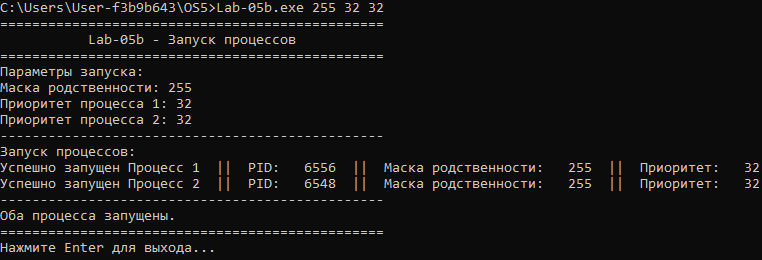 C:\Users\User-f3b9b643\OS5>Lab-05b.exe 255 32 32
================================================
Lab-05b - Запуск процессов
================================================
Параметры запуска:
Маска родственности: 255
Приоритет процесса 1: 32
Приоритет процесса 2: 32
------------------------------------------------
Запуск процессов:
Успешно запущен Процесс 1 || PID: 6556 || Маска родственности: 255 || Приоритет: 32
Успешно запущен Процесс 2 || PID: 6548 || Маска родственности: 255 || Приоритет: 32
------------------------------------------------
Оба процесса запущены.
================================================
Нажмите Enter для выхода...